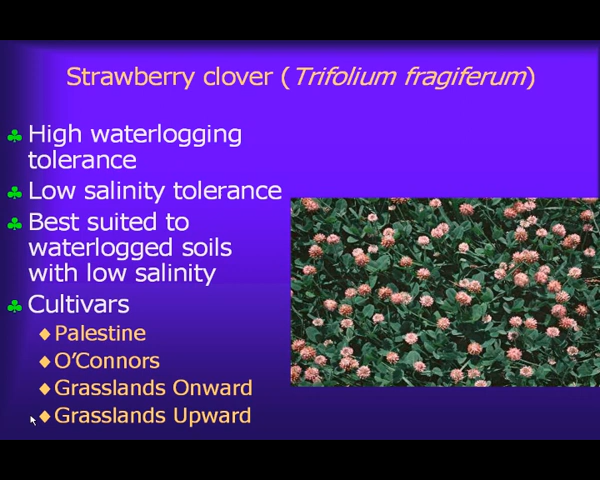 Strawberry clover (Trifolium fragiferum)
High waterlogging
tolerance
Low salinity tolerance
Best suited to
waterlogged soils
with low salinity
Cultivars
Palestine
O’Connors
Grasslands Onward
Grasslands Upward